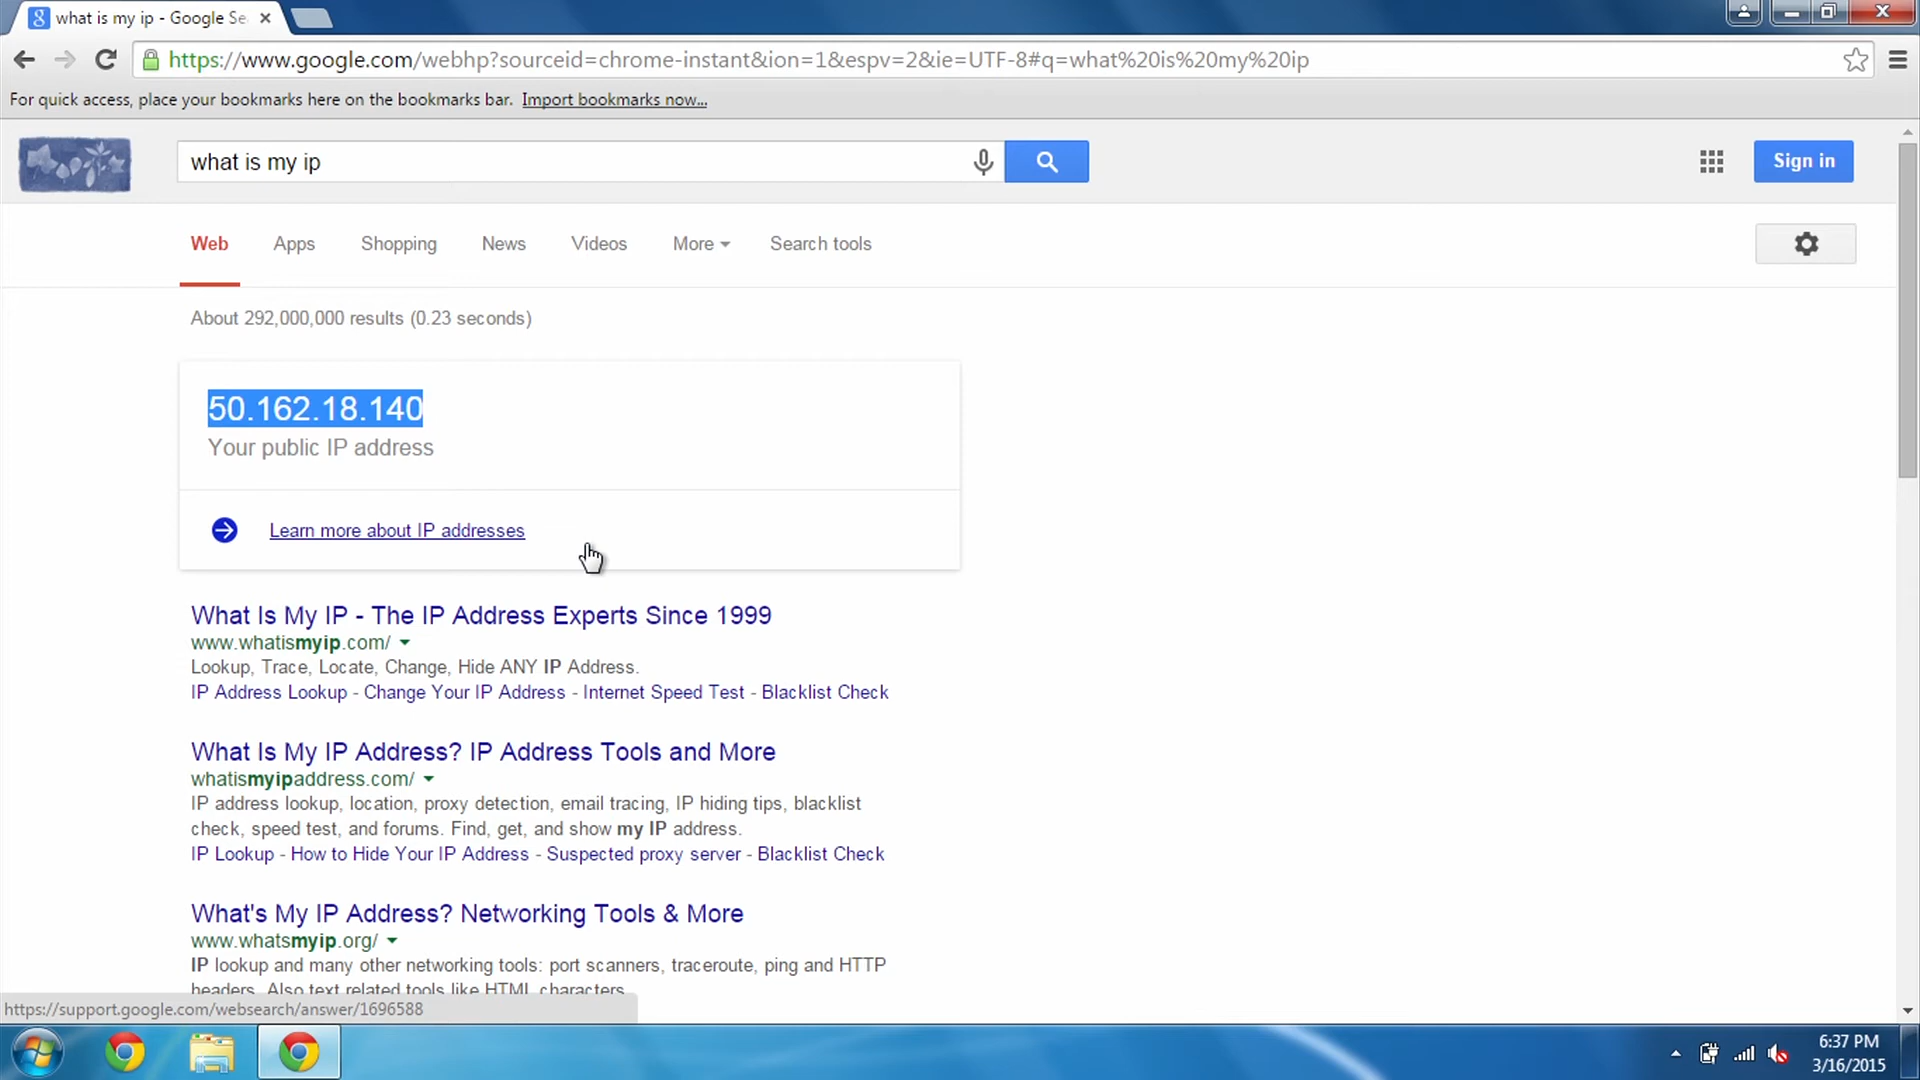 what is my ip - Google Se
https://www.google.com/webhp?sourceid=chrome-instant&ion=1&espv=2&ie=UTF-8#q=what%20is%20my%20ip
For quick access, place your bookmarks here on the bookmarks bar. Import bookmarks now...
what is my ip
Sign in
Web Apps Shopping News Videos More Search tools
About 292,000,000 results (0.23 seconds)
50.162.18.140
Your public IP address
Learn more about IP addresses
What Is My IP - The IP Address Experts Since 1999
www.whatismyip.com/
Lookup, Trace, Locate, Change, Hide ANY IP Address.
IP Address Lookup - Change Your IP Address - Internet Speed Test - Blacklist Check
What Is My IP Address? IP Address Tools and More
whatismyipaddress.com/
IP address lookup, location, proxy detection, email tracing, IP hiding tips, blacklist
check, speed test, and forums. Find, get, and show my IP address.
IP Lookup - How to Hide Your IP Address - Suspected proxy server - Blacklist Check
What's My IP Address? Networking Tools & More
www.whatsmyip.org/
IP lookup and many other networking tools: port scanners, traceroute, ping and HTTP
headers. Also text related tools like HTML characters
https://support.google.com/websearch/answer/1696588
6:37 PM
3/16/2015